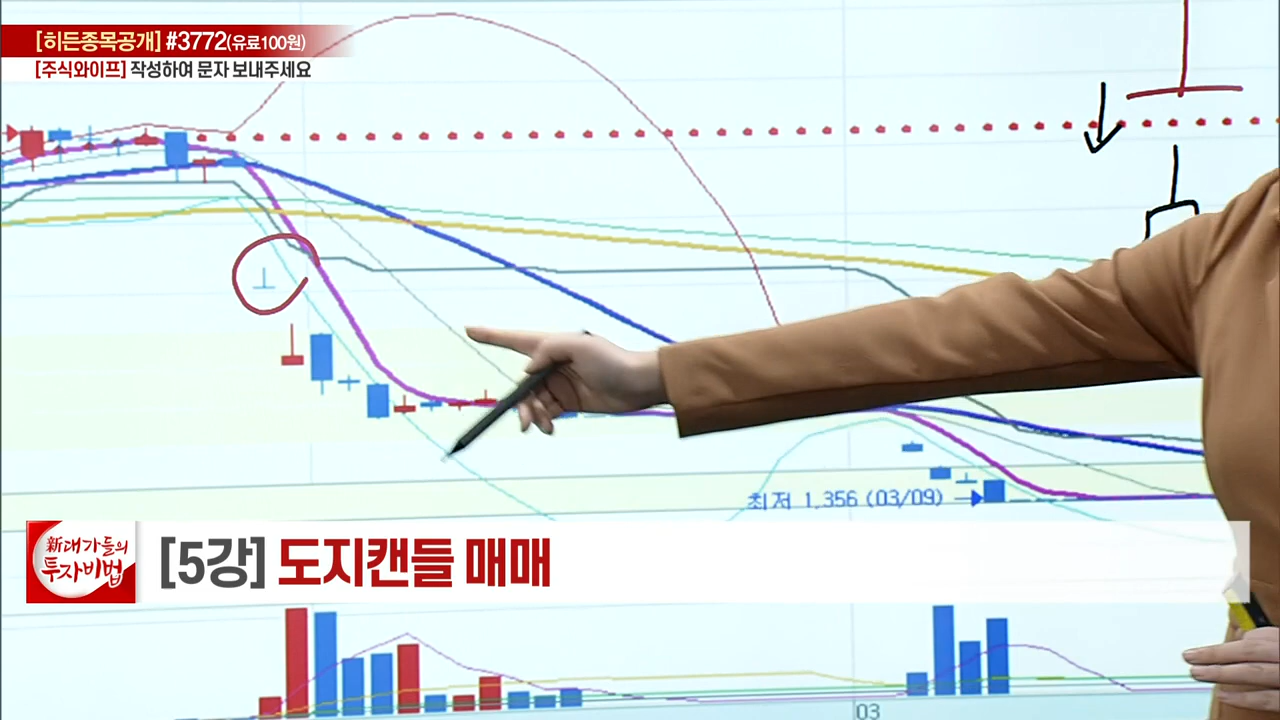 [히든종목공개] #3772(유료100원)
[주식와이프] 작성하여 문자 보내주세요
최저 1,356 (03/09)
新대가들의
투자비법
[5강] 도지캔들 매매
03